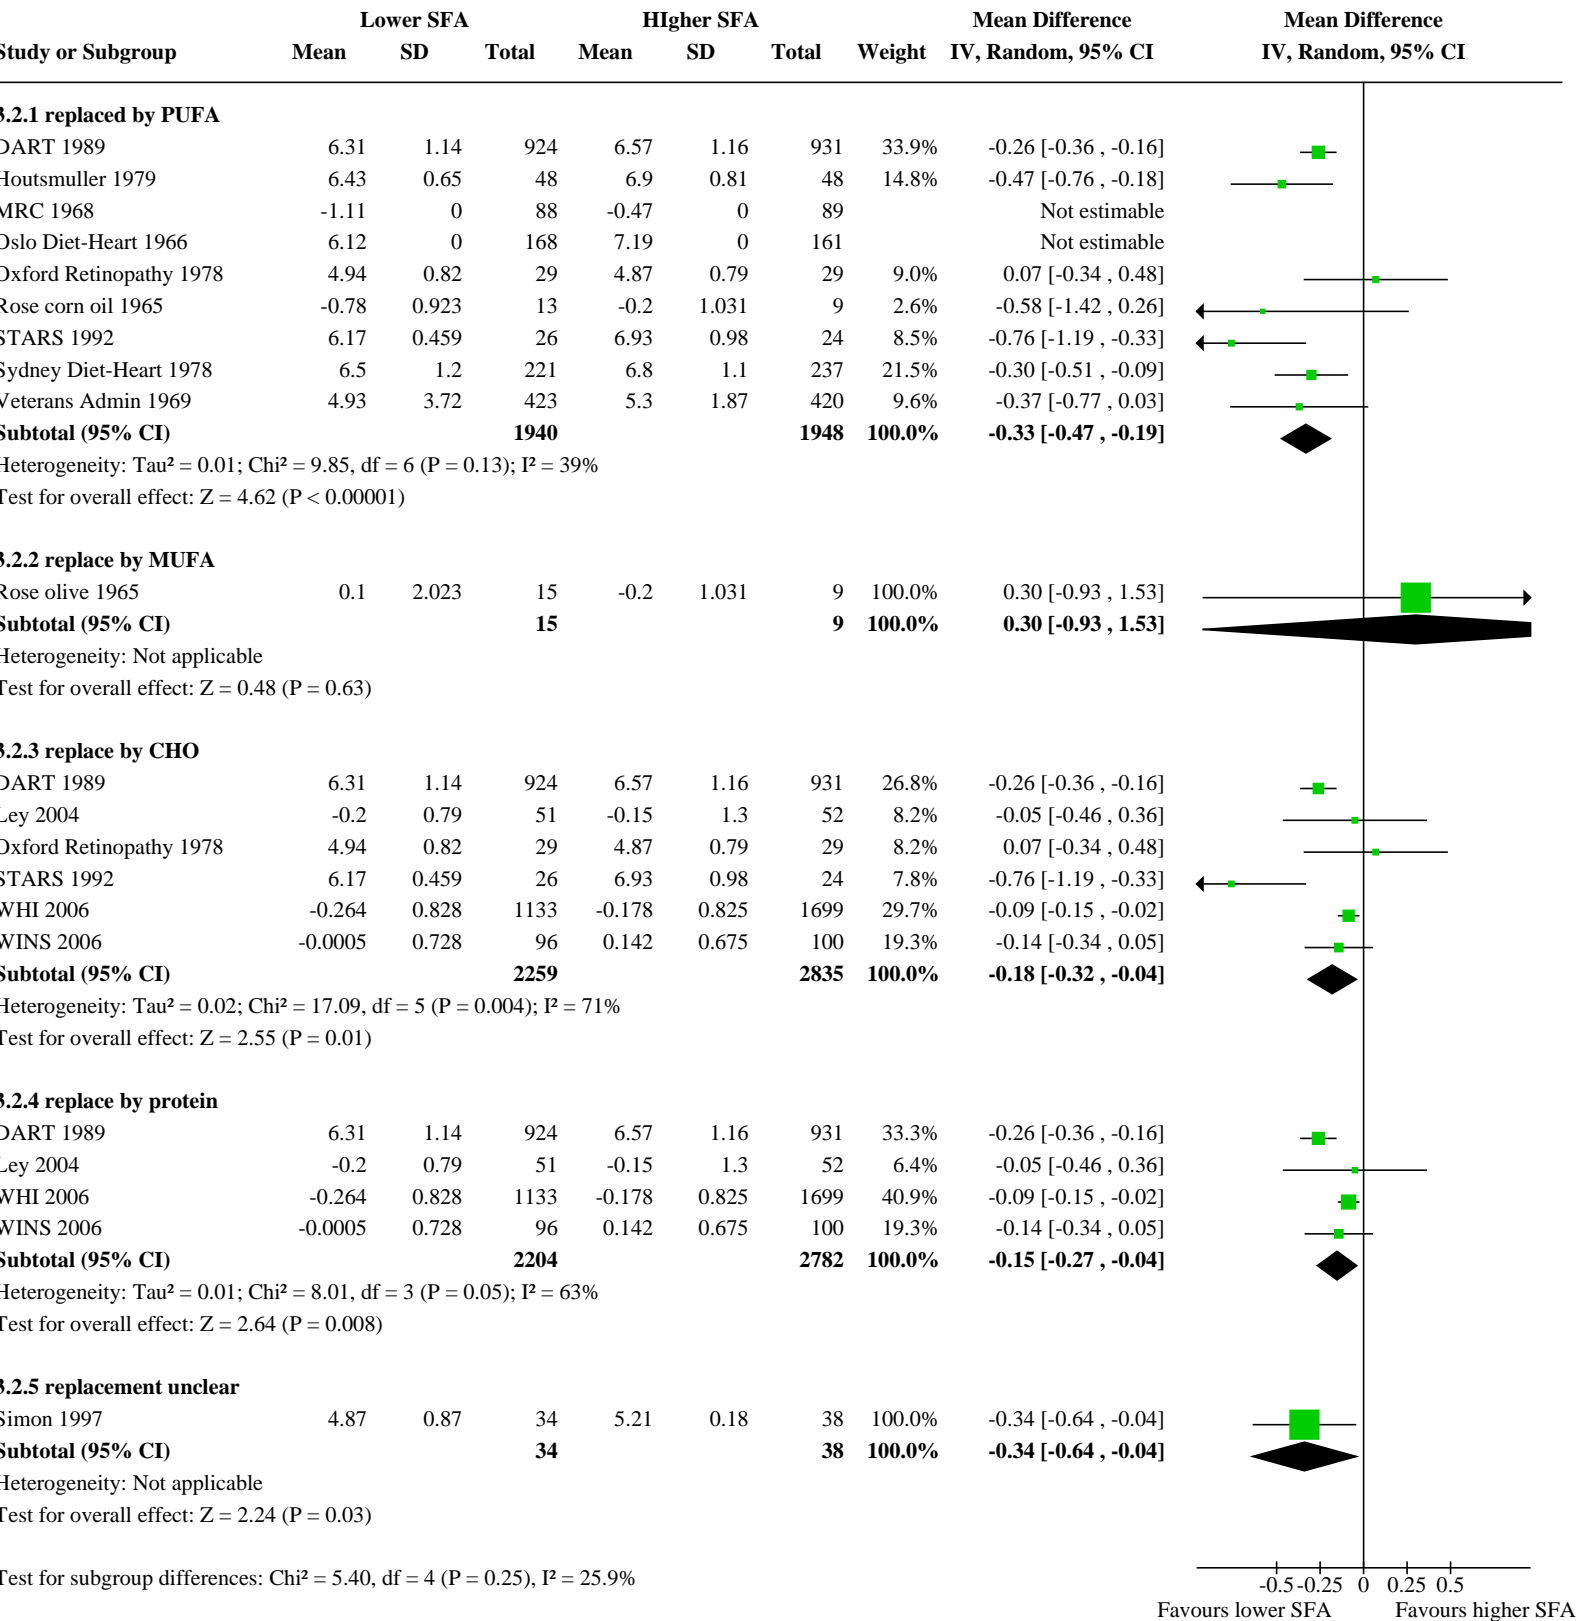 Lower SFA HIgher SFA Mean Difference Mean Difference
Study or Subgroup Mean SD Total Mean SD Total Weight IV, Random, 95% CI IV, Random, 95% CI
3.2.1 replaced by PUFA
DART 1989 6.31 1.14 924 6.57 1.16 931 33.9% -0.26 [-0.36 , -0.16]
Houtsmuller 1979 6.43 0.65 48 6.9 0.81 48 14.8% -0.47 [-0.76 , -0.18]
MRC 1968 -1.11 0 88 -0.47 0 89 Not estimable
Oslo Diet-Heart 1966 6.12 0 168 7.19 0 161 Not estimable
Oxford Retinopathy 1978 4.94 0.82 29 4.87 0.79 29 9.0% 0.07 [-0.34 , 0.48]
Rose corn oil 1965 -0.78 0.923 13 -0.2 1.031 9 2.6% -0.58 [-1.42 , 0.26]
STARS 1992 6.17 0.459 26 6.93 0.98 24 8.5% -0.76 [-1.19 , -0.33]
Sydney Diet-Heart 1978 6.5 1.2 221 6.8 1.1 237 21.5% -0.30 [-0.51 , -0.09]
Veterans Admin 1969 4.93 3.72 423 5.3 1.87 420 9.6% -0.37 [-0.77 , 0.03]
Subtotal (95% CI) 1940 1948 100.0% -0.33 [-0.47 , -0.19]
Heterogeneity: Tau² = 0.01; Chi² = 9.85, df = 6 (P = 0.13); I² = 39%
Test for overall effect: Z = 4.62 (P < 0.00001)
3.2.2 replace by MUFA
Rose olive 1965 0.1 2.023 15 -0.2 1.031 9 100.0% 0.30 [-0.93 , 1.53]
Subtotal (95% CI) 15 9 100.0% 0.30 [-0.93 , 1.53]
Heterogeneity: Not applicable
Test for overall effect: Z = 0.48 (P = 0.63)
3.2.3 replace by CHO
DART 1989 6.31 1.14 924 6.57 1.16 931 26.8% -0.26 [-0.36 , -0.16]
Ley 2004 -0.2 0.79 51 -0.15 1.3 52 8.2% -0.05 [-0.46 , 0.36]
Oxford Retinopathy 1978 4.94 0.82 29 4.87 0.79 29 8.2% 0.07 [-0.34 , 0.48]
STARS 1992 6.17 0.459 26 6.93 0.98 24 7.8% -0.76 [-1.19 , -0.33]
WHI 2006 -0.264 0.828 1133 -0.178 0.825 1699 29.7% -0.09 [-0.15 , -0.02]
WINS 2006 -0.0005 0.728 96 0.142 0.675 100 19.3% -0.14 [-0.34 , 0.05]
Subtotal (95% CI) 2259 2835 100.0% -0.18 [-0.32 , -0.04]
Heterogeneity: Tau² = 0.02; Chi² = 17.09, df = 5 (P = 0.004); I² = 71%
Test for overall effect: Z = 2.55 (P = 0.01)
3.2.4 replace by protein
DART 1989 6.31 1.14 924 6.57 1.16 931 33.3% -0.26 [-0.36 , -0.16]
Ley 2004 -0.2 0.79 51 -0.15 1.3 52 6.4% -0.05 [-0.46 , 0.36]
WHI 2006 -0.264 0.828 1133 -0.178 0.825 1699 40.9% -0.09 [-0.15 , -0.02]
WINS 2006 -0.0005 0.728 96 0.142 0.675 100 19.3% -0.14 [-0.34 , 0.05]
Subtotal (95% CI) 2204 2782 100.0% -0.15 [-0.27 , -0.04]
Heterogeneity: Tau² = 0.01; Chi² = 8.01, df = 3 (P = 0.05); I² = 63%
Test for overall effect: Z = 2.64 (P = 0.008)
3.2.5 replacement unclear
Simon 1997 4.87 0.87 34 5.21 0.18 38 100.0% -0.34 [-0.64 , -0.04]
Subtotal (95% CI) 34 38 100.0% -0.34 [-0.64 , -0.04]
Heterogeneity: Not applicable
Test for overall effect: Z = 2.24 (P = 0.03)
Test for subgroup differences: Chi² = 5.40, df = 4 (P = 0.25), I² = 25.9%
-0.5 -0.25 0 0.25 0.5
Favours lower SFA Favours higher SFA